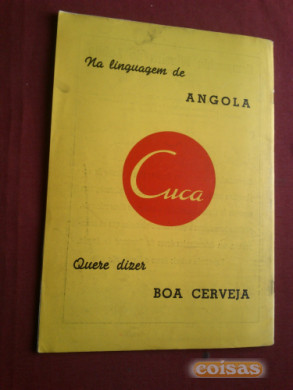 Na linguagem de
ANGOLA
Cuca
Quere dizer
BOA CERVEJA
coisas